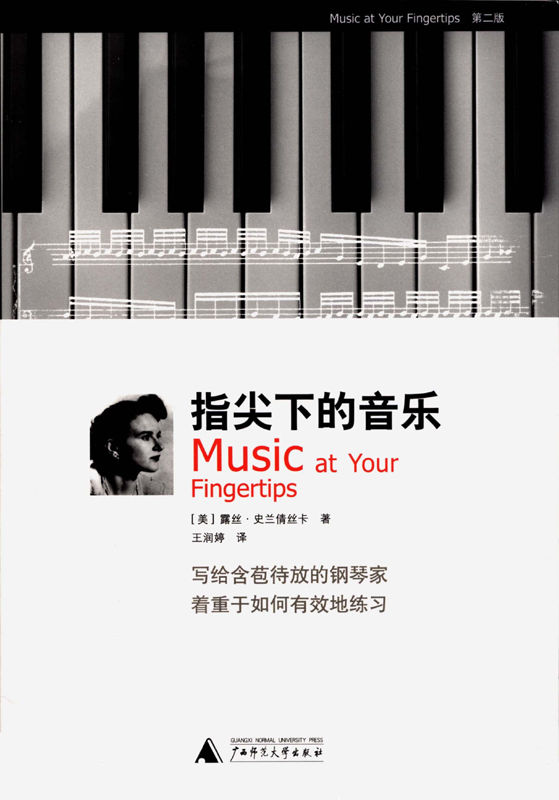 Music at Your Fingertips 第二版
指尖下的音乐
Music at Your
Fingertips
[美]露丝·史兰倩丝卡 著
王润婷 译
写给含苞待放的钢琴家
着重于如何有效地练习
GUANGXI NORMAL UNIVERSITY PRESS
广西师范大学出版社